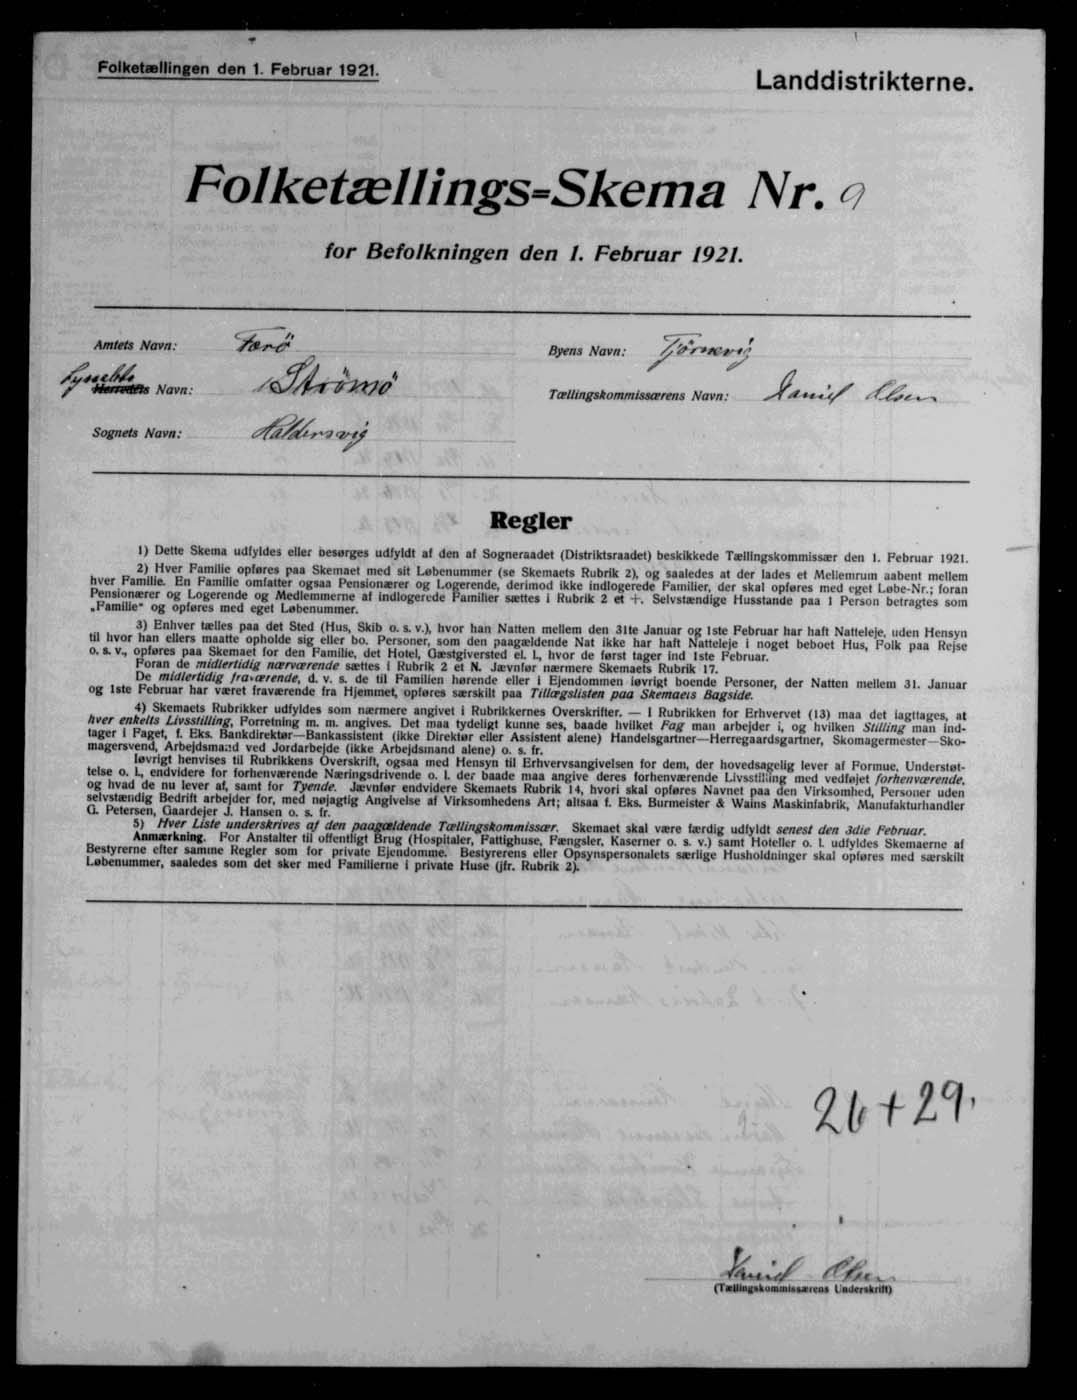 Folketællingen den 1. Februar 1921.
Landdistrikterne.
Folketællings=Skema Nr. 9
for Befolkningen den 1. Februar 1921.
Amtets Navn: Færö
Byens Navn: Tjörnevig
Sysselets Herredets Navn: Strömö
Tællingskommissærens Navn: Daniel Olsen
Sognets Navn: Haldersvig
Regler
1) Dette Skema udfyldes eller besørges udfyldt af den af Sogneraadet (Distriktsraadet) beskikkede Tællingskommissær den 1. Februar 1921.
2) Hver Familie opføres paa Skemaet med sit Løbenummer (se Skemaets Rubrik 2), og saaledes at der lades et Mellemrum aabent mellem
hver Familie. En Familie omfatter ogsaa Pensionærer og Logerende, derimod ikke indlogerede Familier, der skal opføres med eget Løbe-Nr.; foran
Pensionærer og Logerende og Medlemmerne af indlogerede Familier sættes i Rubrik 2 et +. Selvstændige Husstande paa 1 Person betragtes som
„Familie“ og opføres med eget Løbenummer.
3) Enhver tælles paa det Sted (Hus, Skib o. s. v.), hvor han Natten mellem den 31te Januar og 1ste Februar har haft Natteleje, uden Hensyn
til hvor han ellers maatte opholde sig eller bo. Personer, som den paagældende Nat ikke har haft Natteleje i noget beboet Hus, Folk paa Rejse
o. s. v., opføres paa Skemaet for den Familie, det Hotel, Gæstgiversted el. l., hvor de først tager ind 1ste Februar.
Foran de midlertidig nærværende sættes i Rubrik 2 et N. Jævnfør nærmere Skemaets Rubrik 17.
De midlertidig fraværende, d. v. s. de til Familien hørende eller i Ejendommen iøvrigt boende Personer, der Natten mellem 31. Januar
og 1ste Februar har været fraværende fra Hjemmet, opføres særskilt paa Tillægslisten paa Skemaets Bagside.
4) Skemaets Rubrikker udfyldes som nærmere angivet i Rubrikkernes Overskrifter. — I Rubrikken for Erhvervet (13) maa det iagttages, at
hver enkelts Livsstilling, Forretning m. m. angives. Det maa tydeligt kunne ses, baade hvilket Fag man arbejder i, og hvilken Stilling man ind-
tager i Faget, f. Eks. Bankdirektør—Bankassistent (ikke Direktør eller Assistent alene) Handelsgartner—Herregaardsgartner, Skomagermester—Sko-
magersvend, Arbejdsmand ved Jordarbejde (ikke Arbejdsmand alene) o. s. fr.
Iøvrigt henvises til Rubrikkens Overskrift, ogsaa med Hensyn til Erhvervsangivelsen for dem, der hovedsagelig lever af Formue, Understøt-
telse o. l., endvidere for forhenværende Næringsdrivende o. l. der baade maa angive deres forhenværende Livsstilling med vedføjet forhenværende,
og hvad de nu lever af, samt for Tyende. Jævnfør endvidere Skemaets Rubrik 14, hvori skal opføres Navnet paa den Virksomhed, Personer uden
selvstændig Bedrift arbejder for, med nøjagtig Angivelse af Virksomhedens Art; altsaa f. Eks. Burmeister & Wains Maskinfabrik, Manufakturhandler
G. Petersen, Gaardejer J. Hansen o. s. fr.
5) Hver Liste underskrives af den paagældende Tællingskommissær. Skemaet skal være færdig udfyldt senest den 3die Februar.
Anmærkning. For Anstalter til offentligt Brug (Hospitaler, Fattighuse, Fængsler, Kaserner o. s. v.) samt Hoteller o. l. udfyldes Skemaerne af
Bestyrerne efter samme Regler som for private Ejendomme. Bestyrerens eller Opsynspersonalets særlige Husholdninger skal opføres med særskilt
Løbenummer, saaledes som det sker med Familierne i private Huse (jfr. Rubrik 2).
26+29.
Daniel Olsen
(Tællingskommissærens Underskrift)